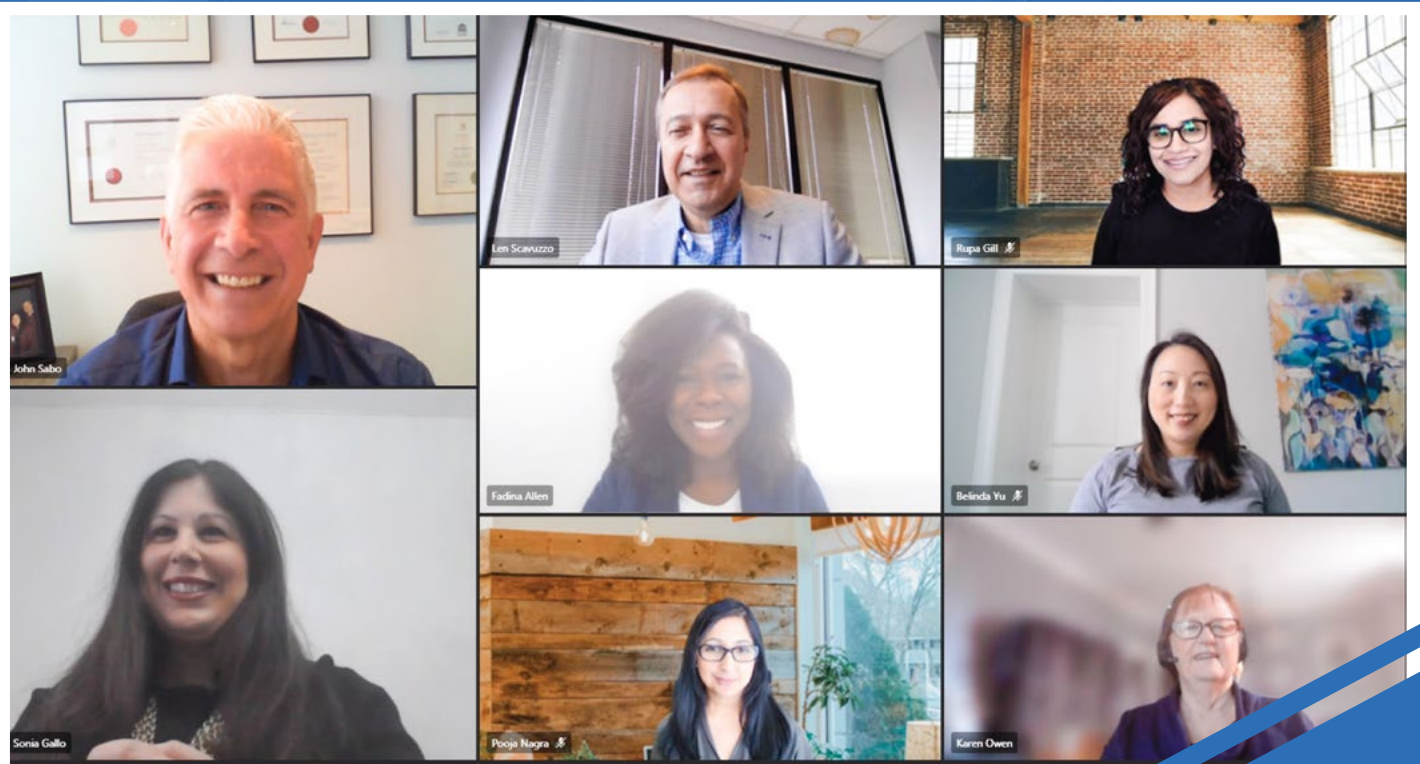 John Sabo
Len Scavuzzo
Rupa Gill
Fadina Allen
Belinda Yu
Sonia Gallo
Pooja Nagra
Karen Owen